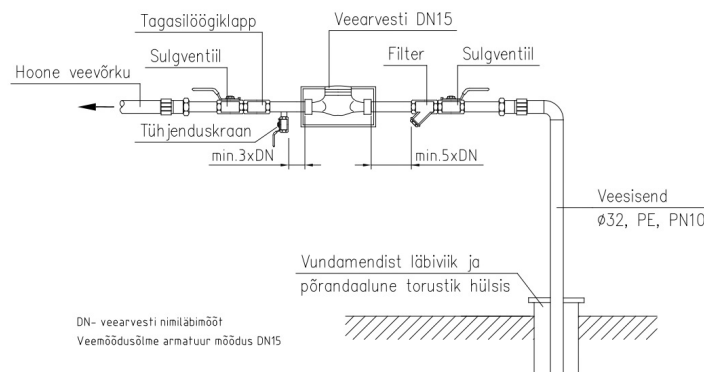 Tagasilöögiklapp
Veearvesti DN15
Sulgventiil
Filter
Sulgventiil
Hoone veevõrku
Tühjenduskraan
min.3xDN
min.5xDN
Veesisend
Ø32, PE, PN10
Vundamendist läbiviik ja
põrandaalune torustik hülsis
DN- veearvesti nimiläbimõõt
Veemõõdusõlme armatuur mõõdus DN15